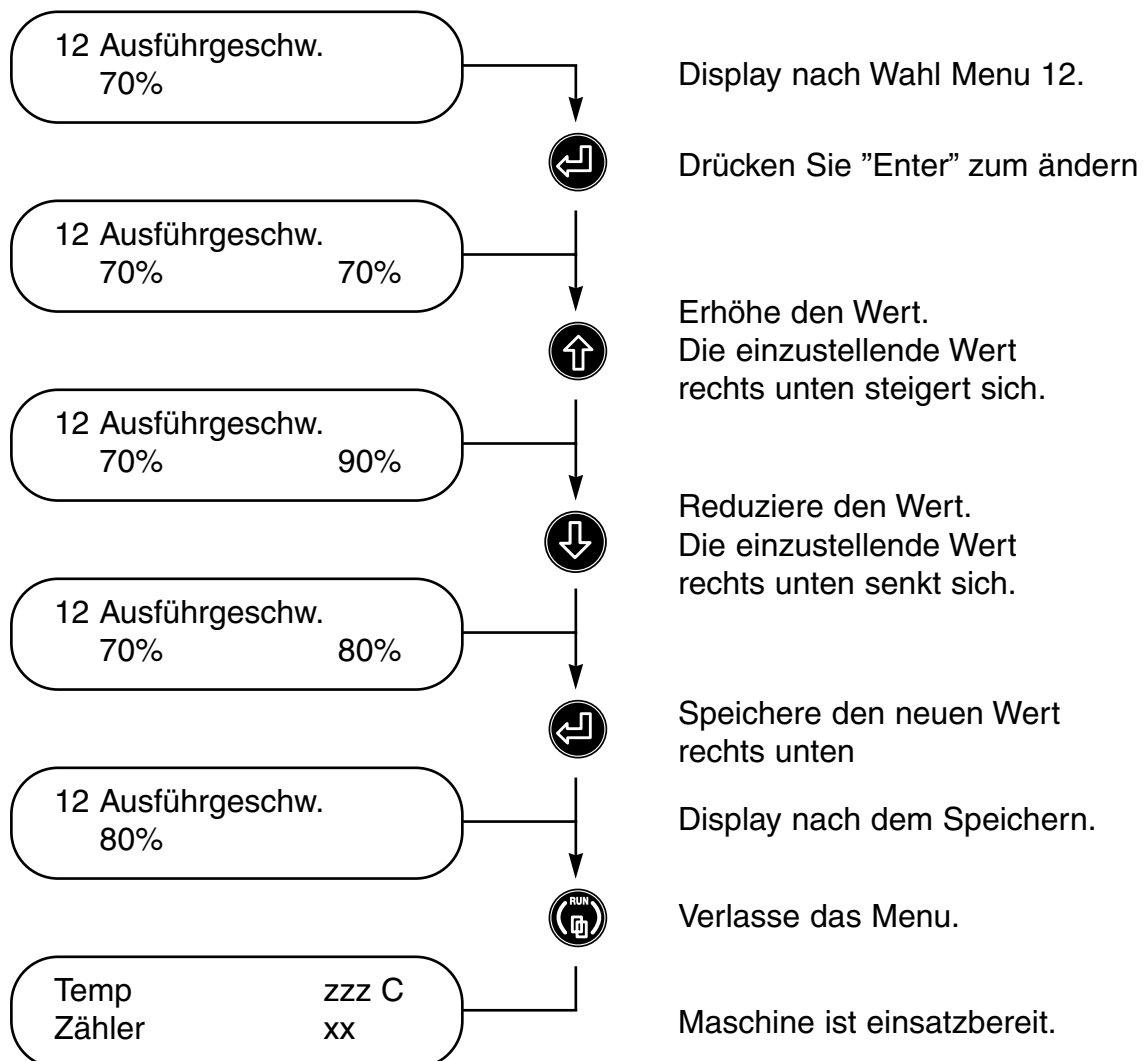 12 Ausführgeschw.
70%
Display nach Wahl Menu 12.
Drücken Sie ”Enter” zum ändern
12 Ausführgeschw.
70% 70%
Erhöhe den Wert.
Die einzustellende Wert
rechts unten steigert sich.
12 Ausführgeschw.
70% 90%
Reduziere den Wert.
Die einzustellende Wert
rechts unten senkt sich.
12 Ausführgeschw.
70% 80%
Speichere den neuen Wert
rechts unten
12 Ausführgeschw.
80%
Display nach dem Speichern.
RUN
Verlasse das Menu.
Temp zzz C
Zähler xx
Maschine ist einsatzbereit.